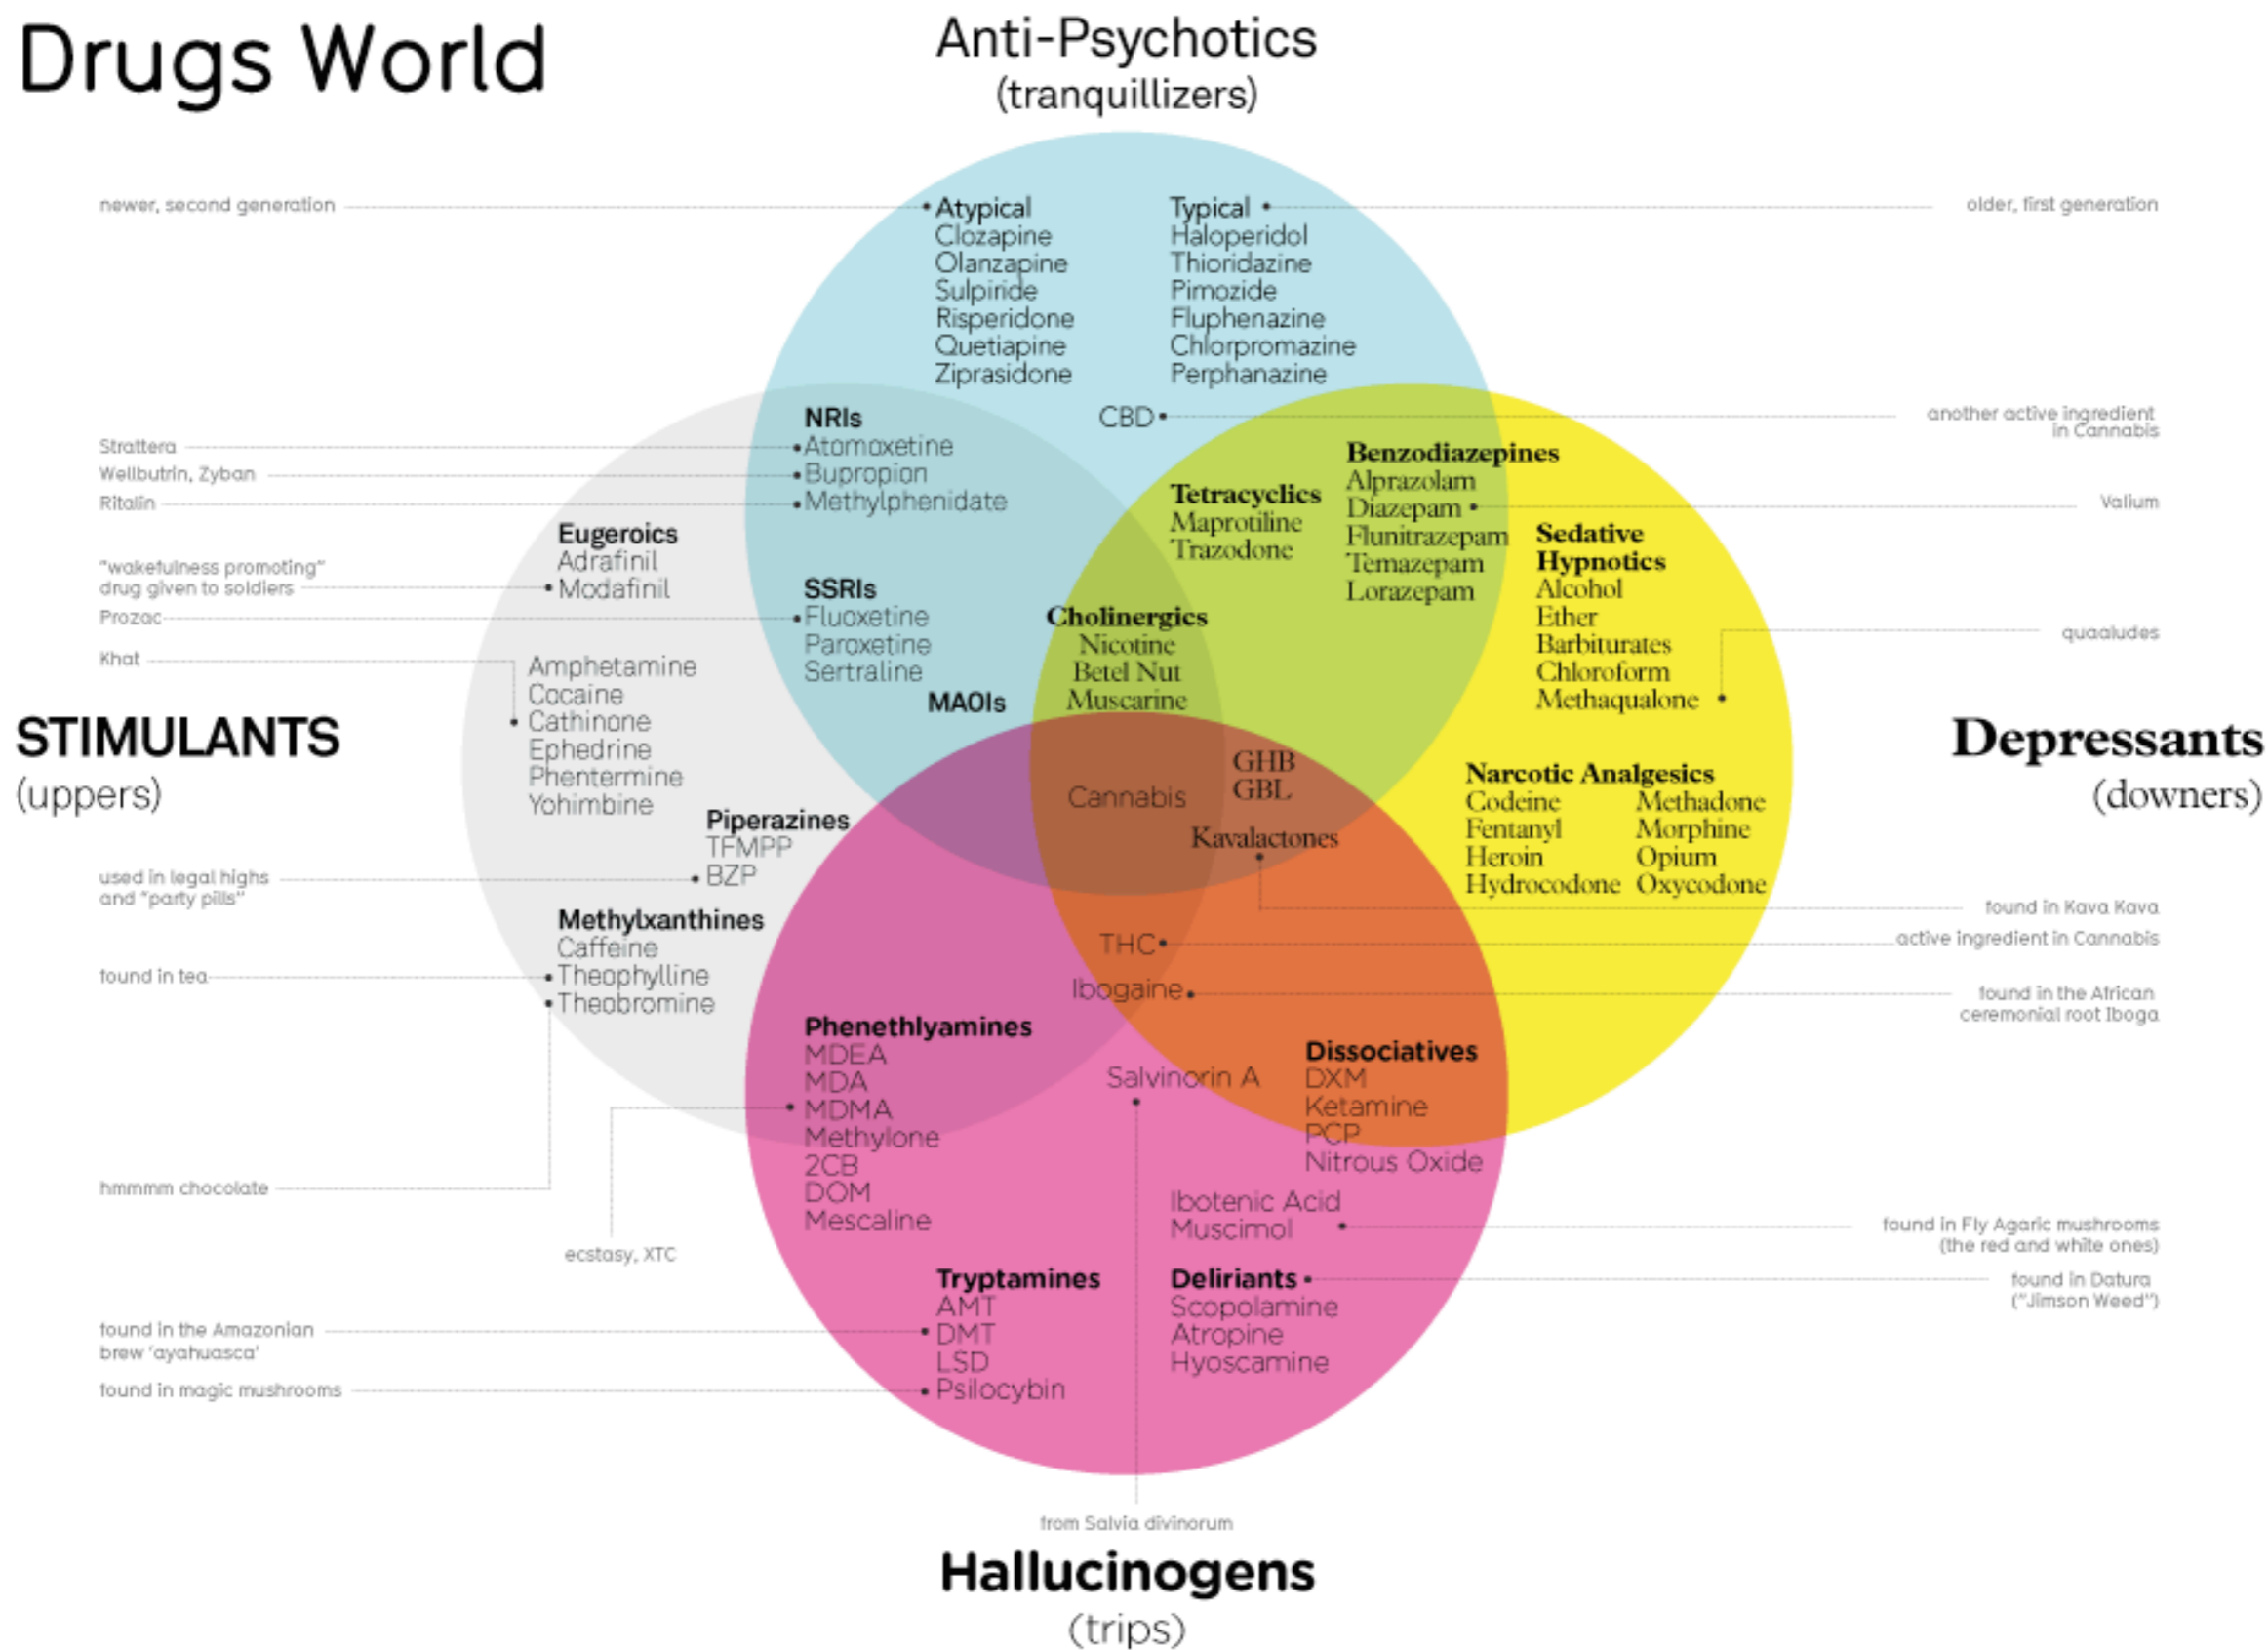 Drugs World
Anti-Psychotics
(tranquillizers)
newer, second generation
Atypical
Clozapine
Olanzapine
Sulpiride
Risperidone
Quetiapine
Ziprasidone
Typical
Haloperidol
Thioridazine
Pimozide
Fluphenazine
Chlorpromazine
Perphanazine
older, first generation
CBD
another active ingredient
in Cannabis
NRIs
Atomoxetine
Bupropion
Methylphenidate
Strattera
Wellbutrin, Zyban
Ritalin
Eugeroics
Adrafinil
Modafinil
"wakefulness promoting"
drug given to soldiers
SSRIs
Fluoxetine
Paroxetine
Sertraline
Prozac
MAOIs
Khat
Amphetamine
Cocaine
Cathinone
Ephedrine
Phentermine
Yohimbine
Tetracyclics
Maprotiline
Trazodone
Benzodiazepines
Alprazolam
Diazepam
Flunitrazepam
Temazepam
Lorazepam
Valium
Sedative
Hypnotics
Alcohol
Ether
Barbiturates
Chloroform
Methaqualone
quaaludes
Cholinergics
Nicotine
Betel Nut
Muscarine
STIMULANTS
(uppers)
Depressants
(downers)
Narcotic Analgesics
Codeine
Fentanyl
Heroin
Hydrocodone
Methadone
Morphine
Opium
Oxycodone
GHB
GBL
Cannabis
Kavalactones
found in Kava Kava
Piperazines
TFMPP
BZP
used in legal highs
and "party pills"
Methylxanthines
Caffeine
Theophylline
Theobromine
found in tea
hmmmm chocolate
THC
active ingredient in Cannabis
Ibogaine
found in the African
ceremonial root Iboga
Phenethlyamines
MDEA
MDA
MDMA
Methylone
2CB
DOM
Mescaline
ecstasy, XTC
Salvinorin A
Dissociatives
DXM
Ketamine
PCP
Nitrous Oxide
Ibotenic Acid
Muscimol
found in Fly Agaric mushrooms
(the red and white ones)
Tryptamines
AMT
DMT
LSD
Psilocybin
found in the Amazonian
brew 'ayahuasca'
found in magic mushrooms
Deliriants
Scopolamine
Atropine
Hyoscamine
found in Datura
("Jimson Weed")
from Salvia divinorum
Hallucinogens
(trips)